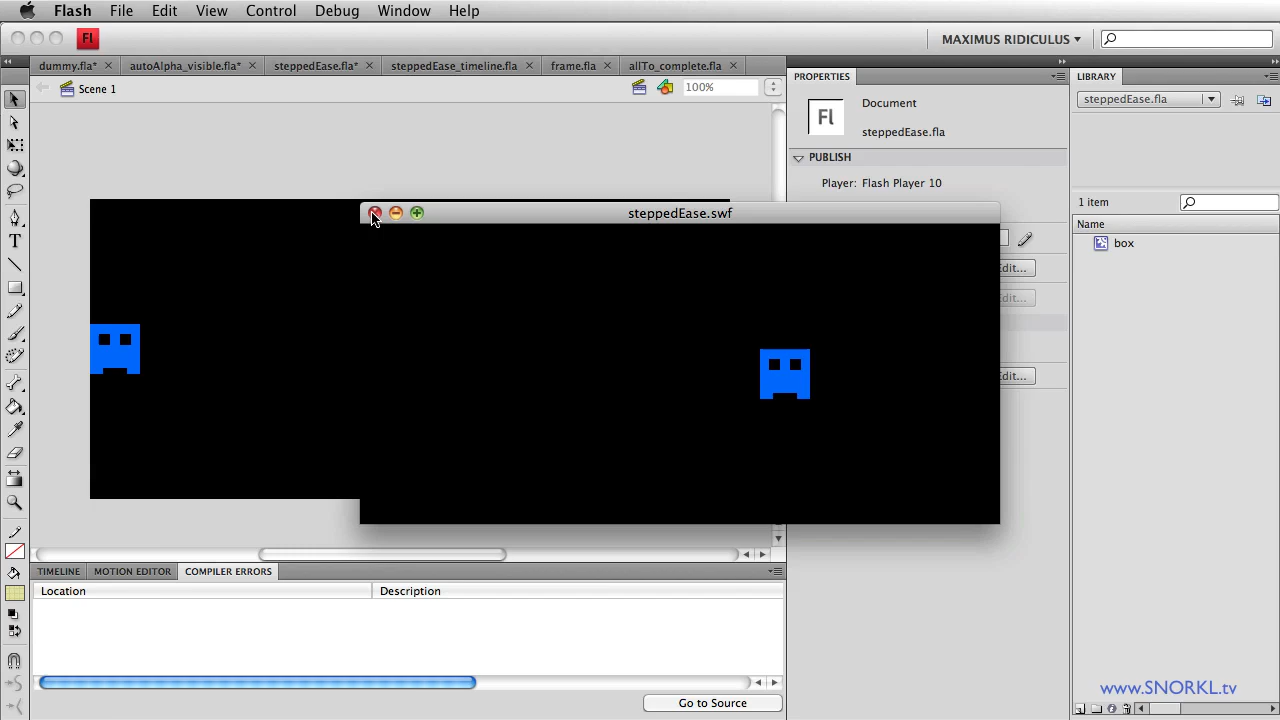 Flash File Edit View Control Debug Window Help
Fl MAXIMUS RIDICULUS
dummy.fla* autoAlpha_visible.fla* steppedEase.fla* steppedEase_timeline.fla frame.fla allTo_complete.fla
Scene 1 100%
PROPERTIES
Fl
Document
steppedEase.fla
PUBLISH
Player: Flash Player 10
dit...
dit...
dit...
LIBRARY
steppedEase.fla
1 item
Name
box
steppedEase.swf
T
TIMELINE MOTION EDITOR COMPILER ERRORS
Location Description
Go to Source
www.SNORKL.tv